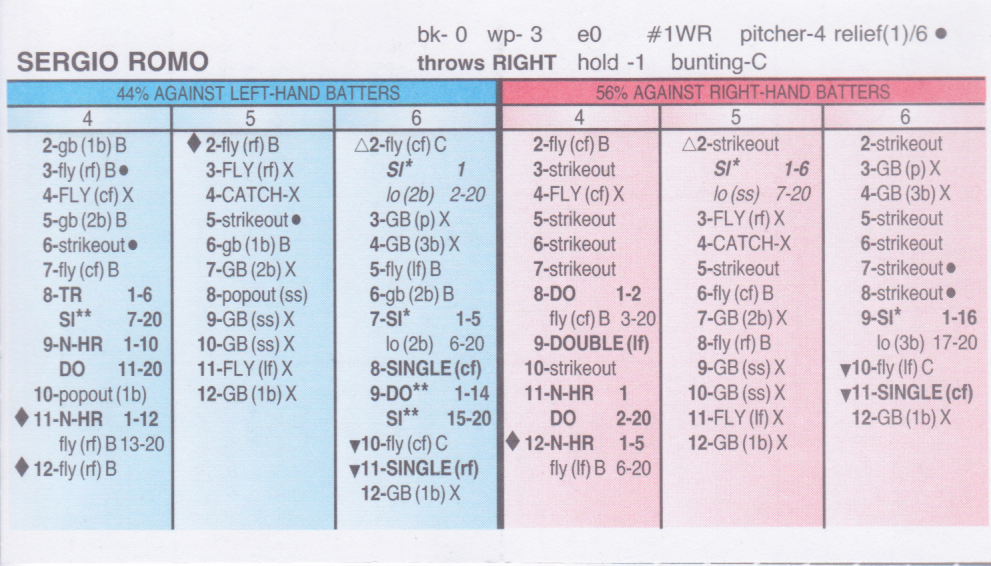 bk- 0 wp- 3 e0 #1WR pitcher-4 relief(1)/6 ●
SERGIO ROMO
throws RIGHT hold -1 bunting-C
44% AGAINST LEFT-HAND BATTERS
4
2-gb (1b) B
3-fly (rf) B ●
4-FLY (cf) X
5-gb (2b) B
6-strikeout ●
7-fly (cf) B
8-TR 1-6
SI** 7-20
9-N-HR 1-10
DO 11-20
10-popout (1b)
♦ 11-N-HR 1-12
fly (rf) B 13-20
♦ 12-fly (rf) B
5
♦ 2-fly (rf) B
3-FLY (rf) X
4-CATCH-X
5-strikeout ●
6-gb (1b) B
7-GB (2b) X
8-popout (ss)
9-GB (ss) X
10-GB (ss) X
11-FLY (lf) X
12-GB (1b) X
6
△2-fly (cf) C
SI* 1
lo (2b) 2-20
3-GB (p) X
4-GB (3b) X
5-fly (lf) B
6-gb (2b) B
7-SI* 1-5
lo (2b) 6-20
8-SINGLE (cf)
9-DO** 1-14
SI** 15-20
▼10-fly (cf) C
▼11-SINGLE (rf)
12-GB (1b) X
56% AGAINST RIGHT-HAND BATTERS
4
2-fly (cf) B
3-strikeout
4-FLY (cf) X
5-strikeout
6-strikeout
7-strikeout
8-DO 1-2
fly (cf) B 3-20
9-DOUBLE (lf)
10-strikeout
11-N-HR 1
DO 2-20
♦ 12-N-HR 1-5
fly (lf) B 6-20
5
△2-strikeout
SI* 1-6
lo (ss) 7-20
3-FLY (rf) X
4-CATCH-X
5-strikeout
6-fly (cf) B
7-GB (2b) X
8-fly (rf) B
9-GB (ss) X
10-GB (ss) X
11-FLY (lf) X
12-GB (1b) X
6
2-strikeout
3-GB (p) X
4-GB (3b) X
5-strikeout
6-strikeout
7-strikeout ●
8-strikeout ●
9-SI* 1-16
lo (3b) 17-20
▼10-fly (lf) C
▼11-SINGLE (cf)
12-GB (1b) X